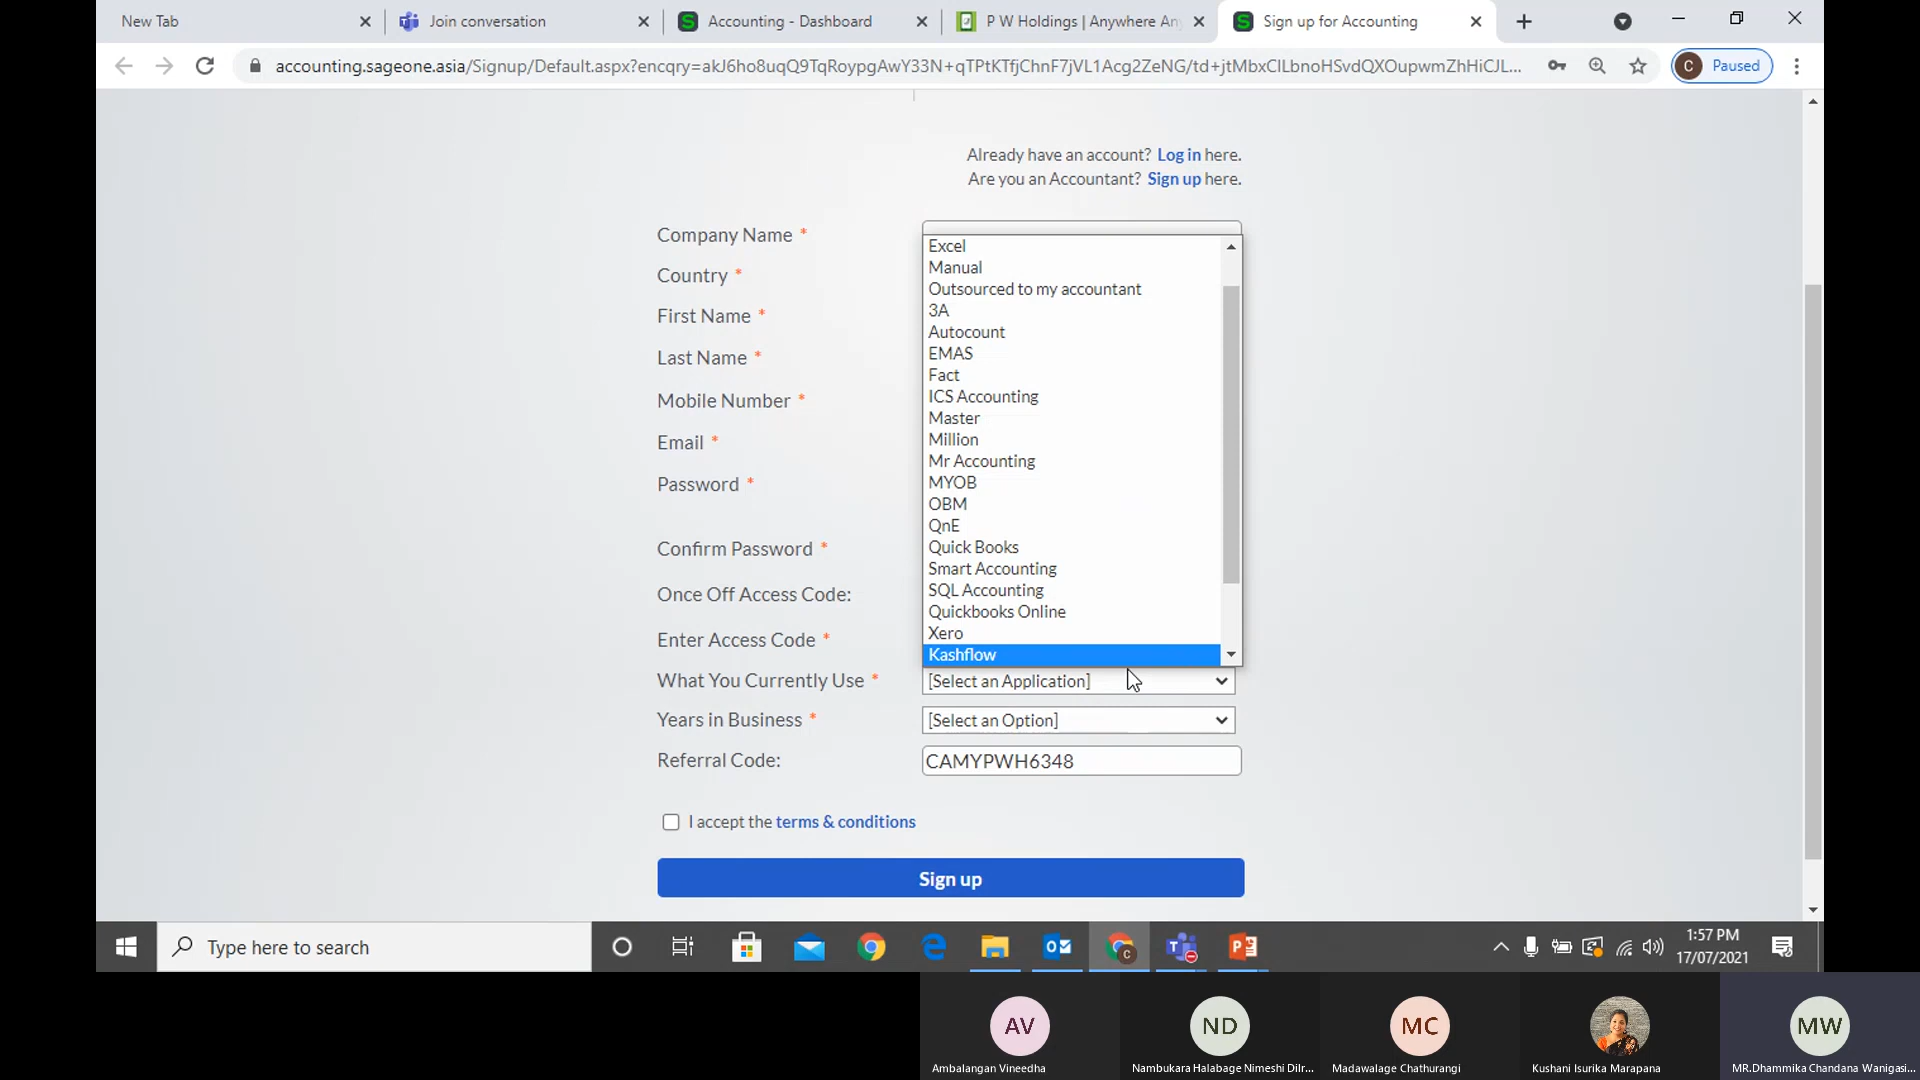 New Tab
Join conversation
Accounting - Dashboard
P W Holdings | Anywhere An
Sign up for Accounting
accounting.sageone.asia/Signup/Default.aspx?encqry=akJ6ho8uqQ9TqRoypgAwY33N+qTPtKTfjChnF7jVL1Acg2ZeNG/td+jtMbxCILbnoHSvdQXOupwmZhHiCJL...
C
Paused
Already have an account? Log in here.
Are you an Accountant? Sign up here.
Company Name *
Country *
First Name *
Last Name *
Mobile Number *
Email *
Password *
Confirm Password *
Once Off Access Code:
Enter Access Code *
Excel
Manual
Outsourced to my accountant
3A
Autocount
EMAS
Fact
ICS Accounting
Master
Million
Mr Accounting
MYOB
OBM
QnE
Quick Books
Smart Accounting
SQL Accounting
Quickbooks Online
Xero
Kashflow
What You Currently Use * [Select an Application]
Years in Business * [Select an Option]
Referral Code: CAMYPWH6348
I accept the terms & conditions
Sign up
Type here to search
1:57 PM
17/07/2021
AV
ND
MC
MW
Ambalangan Vineedha
Nambukara Halabage Nimeshi Dilr...
Madawalage Chathurangi
Kushani Isurika Marapana
MR.Dhammika Chandana Wanigasi...